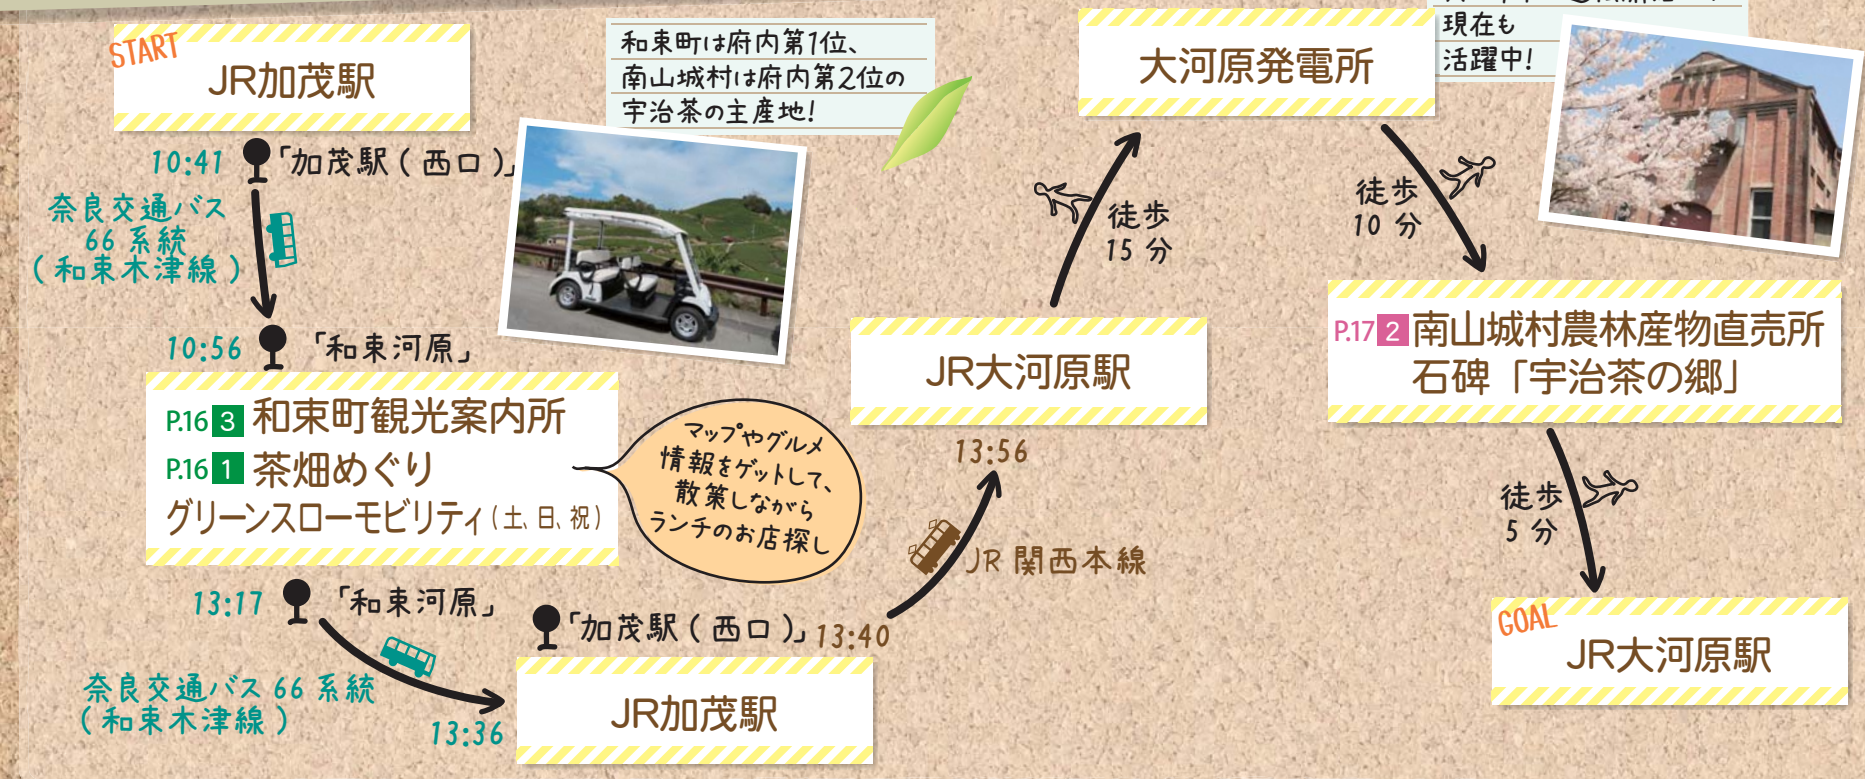 START
JR加茂駅
10:41
「加茂駅(西口)」
奈良交通バス
66 系統
(和束木津線)
10:56
「和束河原」
P.16 3 和束町観光案内所
P.16 1 茶畑めぐり
グリーンスローモビリティ(土、日、祝)
マップやグルメ
情報をゲットして、
散策しながら
ランチのお店探し
和束町は府内第1位、
南山城村は府内第2位の
宇治茶の主産地!
13:17
「和束河原」
奈良交通バス 66 系統
(和束木津線)
13:36
「加茂駅(西口)」
JR加茂駅
13:40
JR 関西本線
13:56
JR大河原駅
徒歩
15 分
大河原発電所
現在も
活躍中!
徒歩
10 分
P.17 2 南山城村農林産物直売所
石碑「宇治茶の郷」
徒歩
5 分
GOAL
JR大河原駅